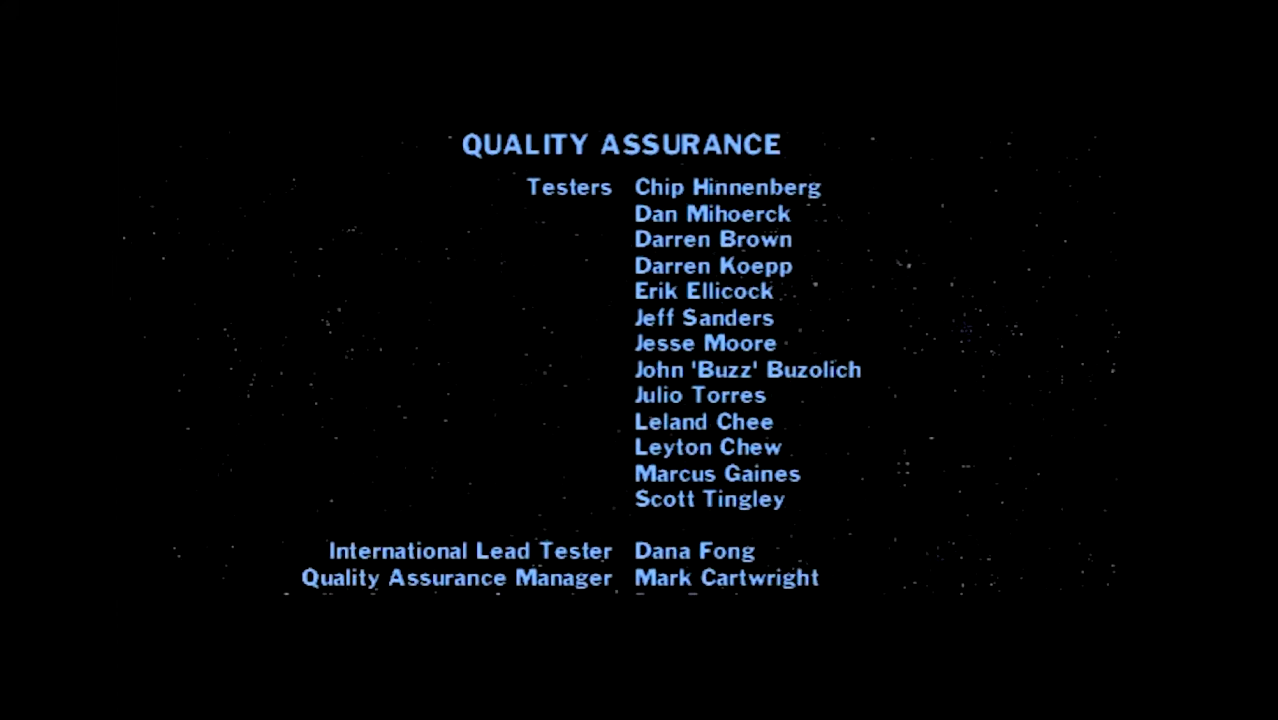 QUALITY ASSURANCE
Testers Chip Hinnenberg
Dan Mihoerck
Darren Brown
Darren Koepp
Erik Ellicock
Jeff Sanders
Jesse Moore
John 'Buzz' Buzolich
Julio Torres
Leland Chee
Leyton Chew
Marcus Gaines
Scott Tingley
International Lead Tester Dana Fong
Quality Assurance Manager Mark Cartwright